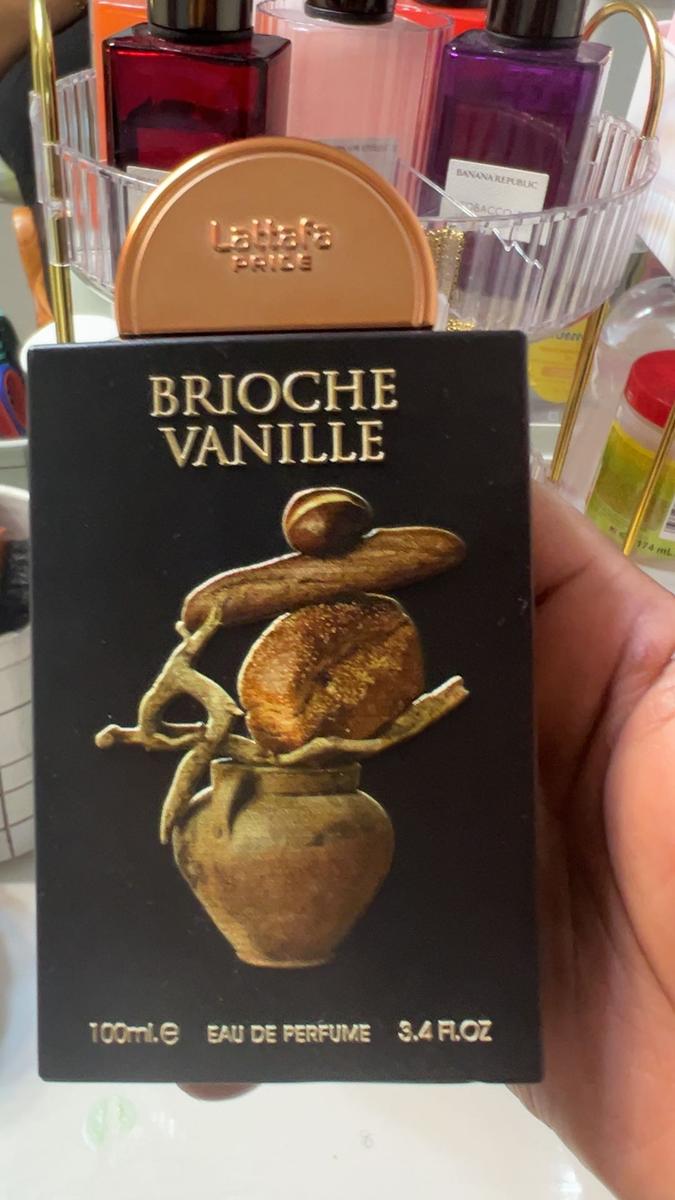 BANANA REPUBLIC
TOBACCO
Lattafa
PRIDE
BRIOCHE
VANILLE
100ml.e EAU DE PERFUME 3.4 Fl.OZ